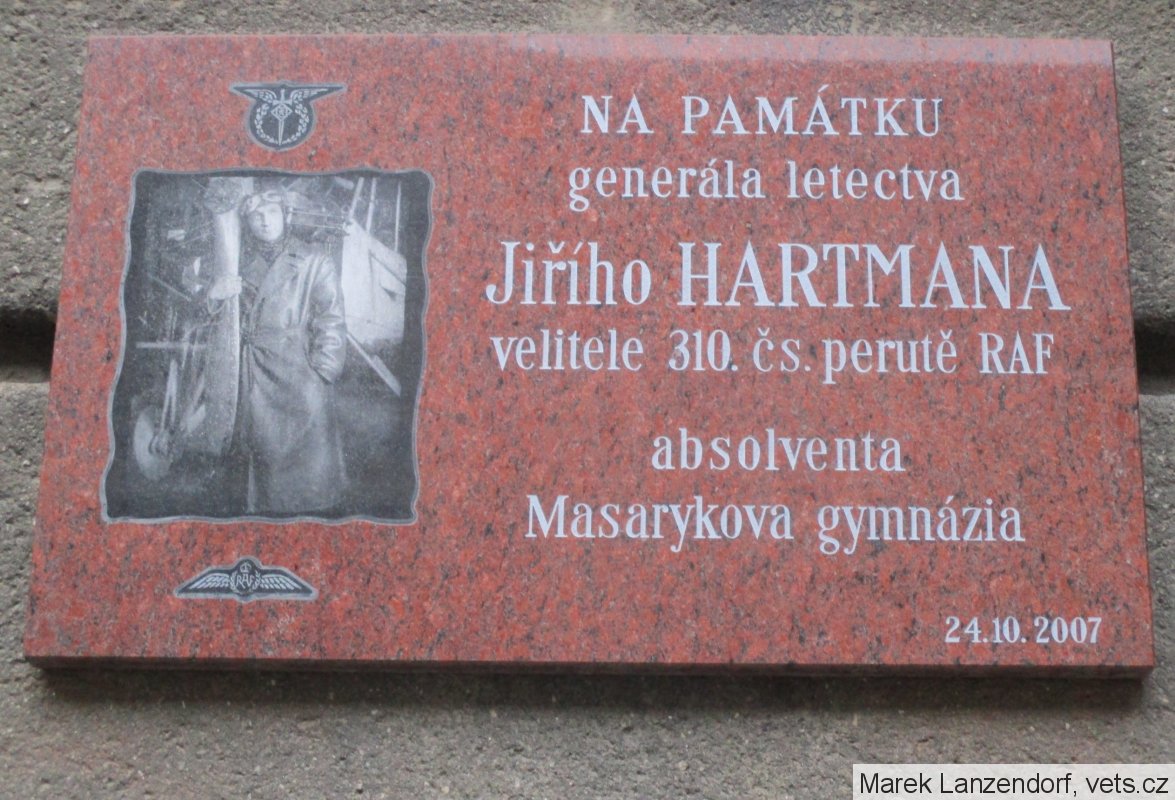 NA PAMÁTKU
generála letectva
Jiřího HARTMANA
velitele 310. čs. perutě RAF
absolventa
Masarykova gymnázia
24.10.2007
RAF
Marek Lanzendorf, vets.cz